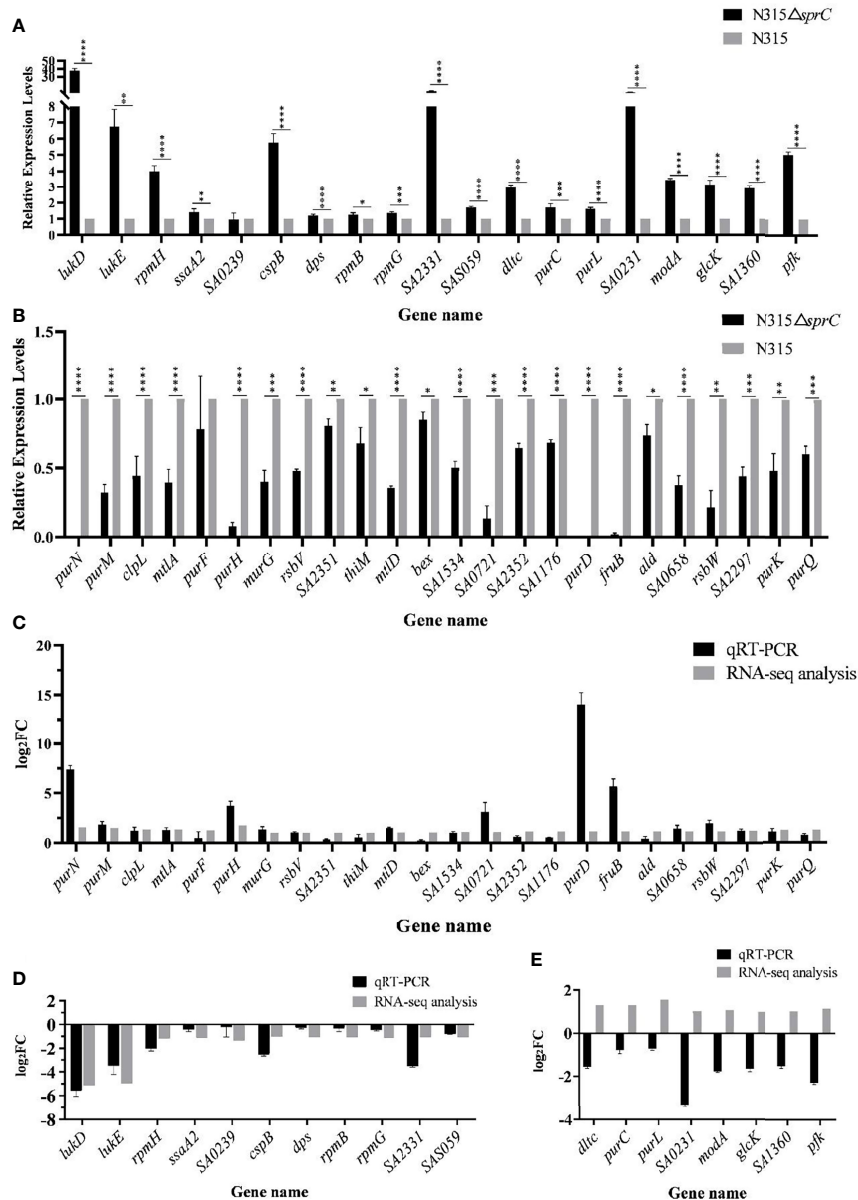 A
N315ΔsprC
N315
Relative Expression Levels
50
40
30
8
6
5
4
3
2
1
0
**** ** **** ** **** **** * *** **** **** **** *** **** **** **** **** **** ****
lukD lukE rpmH ssaA2 SA0239 cspB dps rpmB rpmG SA2331 SAS059 dltc purC purL SA0231 modA glcK SA1360 pfk
Gene name
B
N315ΔsprC
N315
Relative Expression Levels
1.5
1.0
0.5
0.0
**** **** **** **** **** *** **** ** * **** * **** *** **** **** **** **** * **** ** *** ** ***
purN purM clpL mtlA purF purH murG rsbV SA2351 thiM mtlD bex SA1534 SA0721 SA2352 SA1176 purD fruB ald SA0658 rsbW SA2297 purK purQ
Gene name
C
qRT-PCR
RNA-seq analysis
log2FC
20
15
10
5
0
purN purM clpL mtlA purF purH murG rsbV SA2351 thiM mtlD bex SA1534 SA0721 SA2352 SA1176 purD fruB ald SA0658 rsbW SA2297 purK purQ
Gene name
D
qRT-PCR
RNA-seq analysis
log2FC
2
0
-2
-4
-6
-8
lukD lukE rpmH ssaA2 SA0239 cspB dps rpmB rpmG SA2331 SAS059
Gene name
E
qRT-PCR
RNA-seq analysis
log2FC
4
2
0
-2
-4
dltc purC purL SA0231 modA glcK SA1360 pfk
Gene name